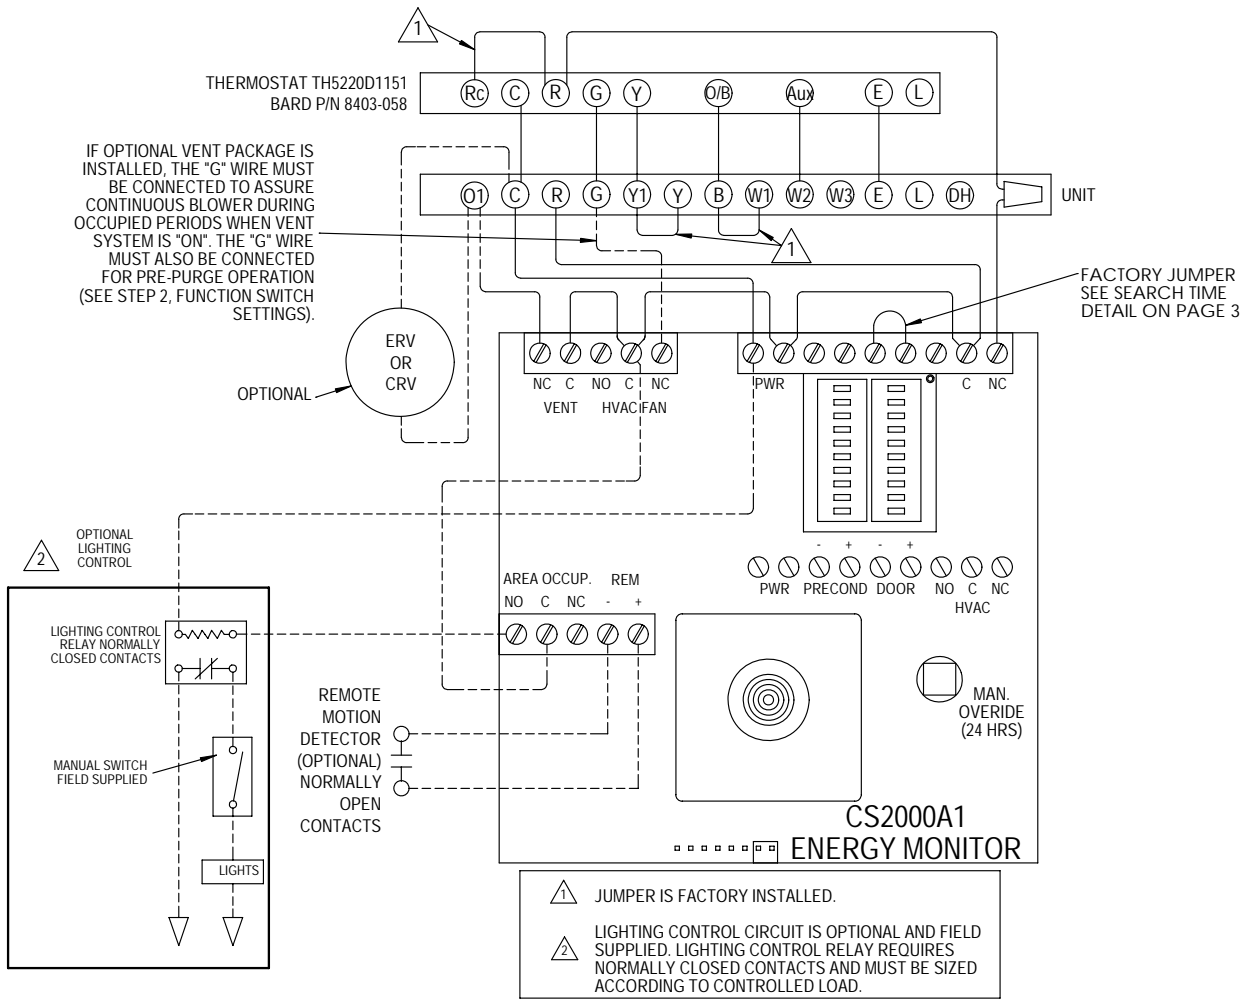 1
THERMOSTAT TH5220D1151
BARD P/N 8403-058
Rc C R G Y O/B Aux E L
IF OPTIONAL VENT PACKAGE IS
INSTALLED, THE "G" WIRE MUST
BE CONNECTED TO ASSURE
CONTINUOUS BLOWER DURING
OCCUPIED PERIODS WHEN VENT
SYSTEM IS "ON". THE "G" WIRE
MUST ALSO BE CONNECTED
FOR PRE-PURGE OPERATION
(SEE STEP 2, FUNCTION SWITCH
SETTINGS).
O1 C R G Y1 Y B W1 W2 W3 E L DH
UNIT
1
FACTORY JUMPER
SEE SEARCH TIME
DETAIL ON PAGE 3
ERV
OR
CRV
OPTIONAL
NC C NO C NC
VENT HVAC FAN
PWR C NC
- + - +
PWR PRECOND DOOR NO C NC
HVAC
2
OPTIONAL
LIGHTING
CONTROL
LIGHTING CONTROL
RELAY NORMALLY
CLOSED CONTACTS
MANUAL SWITCH
FIELD SUPPLIED
LIGHTS
AREA OCCUP. REM
NO C NC - +
REMOTE
MOTION
DETECTOR
(OPTIONAL)
NORMALLY
OPEN
CONTACTS
MAN.
OVERIDE
(24 HRS)
CS2000A1
ENERGY MONITOR
1 JUMPER IS FACTORY INSTALLED.
2 LIGHTING CONTROL CIRCUIT IS OPTIONAL AND FIELD
SUPPLIED. LIGHTING CONTROL RELAY REQUIRES
NORMALLY CLOSED CONTACTS AND MUST BE SIZED
ACCORDING TO CONTROLLED LOAD.